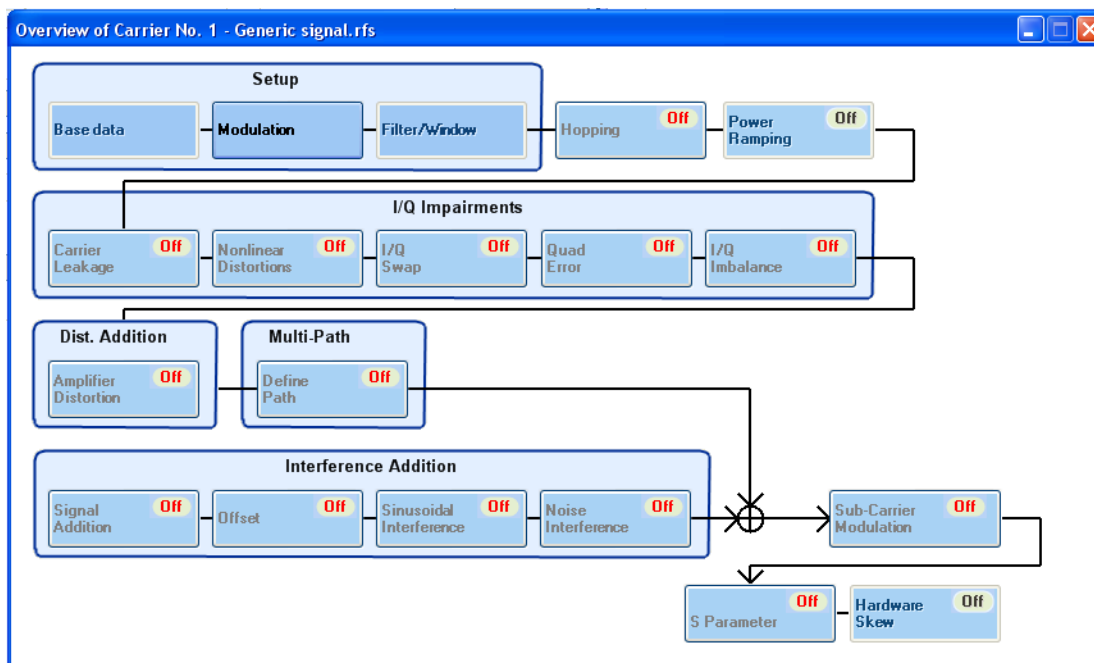 Overview of Carrier No. 1 - Generic signal.rfs
Setup
Base data
Modulation
Filter/Window
Hopping
Off
Power
Ramping
Off
I/Q Impairments
Carrier
Leakage
Off
Nonlinear
Distortions
Off
I/Q
Swap
Off
Quad
Error
Off
I/Q
Imbalance
Off
Dist. Addition
Amplifier
Distortion
Off
Multi-Path
Define
Path
Off
Interference Addition
Signal
Addition
Off
Offset
Off
Sinusoidal
Interference
Off
Noise
Interference
Off
Sub-Carrier
Modulation
Off
S Parameter
Off
Hardware
Skew
Off